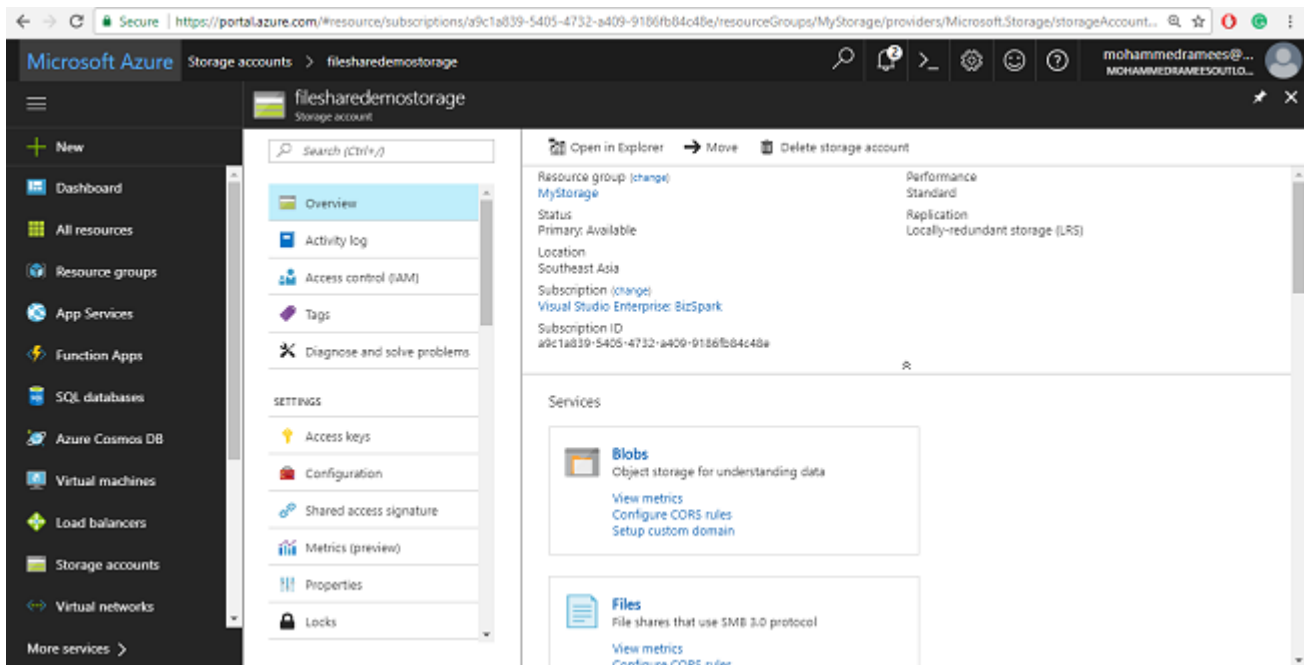 Secure | https://portal.azure.com/#resource/subscriptions/a9c1a839-5405-4732-a409-9186fb84c48e/resourceGroups/MyStorage/providers/Microsoft.Storage/storageAccount...
Microsoft Azure Storage accounts > filesharedemostorage
2
mohammedramees@...
MOHAMMEDRAMEESOUTLO...
filesharedemostorage
Storage account
New
Dashboard
All resources
Resource groups
App Services
Function Apps
SQL databases
Azure Cosmos DB
Virtual machines
Load balancers
Storage accounts
Virtual networks
More services >
Search (Ctrl+/)
Overview
Activity log
Access control (IAM)
Tags
Diagnose and solve problems
SETTINGS
Access keys
Configuration
Shared access signature
Metrics (preview)
Properties
Locks
Open in Explorer Move Delete storage account
Resource group (change)
MyStorage
Status
Primary: Available
Location
Southeast Asia
Subscription (change)
Visual Studio Enterprise: BizSpark
Subscription ID
a9c1a839-5405-4732-a409-9186fb84c48e
Performance
Standard
Replication
Locally-redundant storage (LRS)
Services
Blobs
Object storage for understanding data
View metrics
Configure CORS rules
Setup custom domain
Files
File shares that use SMB 3.0 protocol
View metrics
Configure CORS rules